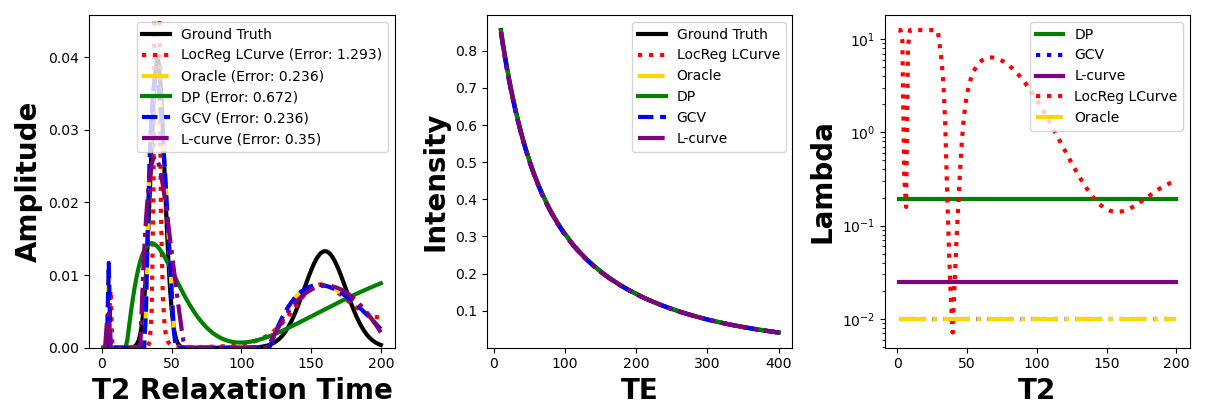 Amplitude
0.04
0.03
0.02
0.01
0.00
0
50
100
150
200
T2 Relaxation Time
Ground Truth
LocReg LCurve (Error: 1.293)
Oracle (Error: 0.236)
DP (Error: 0.672)
GCV (Error: 0.236)
L-curve (Error: 0.35)
Intensity
0.8
0.7
0.6
0.5
0.4
0.3
0.2
0.1
0
100
200
300
400
TE
Ground Truth
LocReg LCurve
Oracle
DP
GCV
L-curve
Lambda
10¹
10⁰
10⁻¹
10⁻²
0
50
100
150
200
T2
DP
GCV
L-curve
LocReg LCurve
Oracle